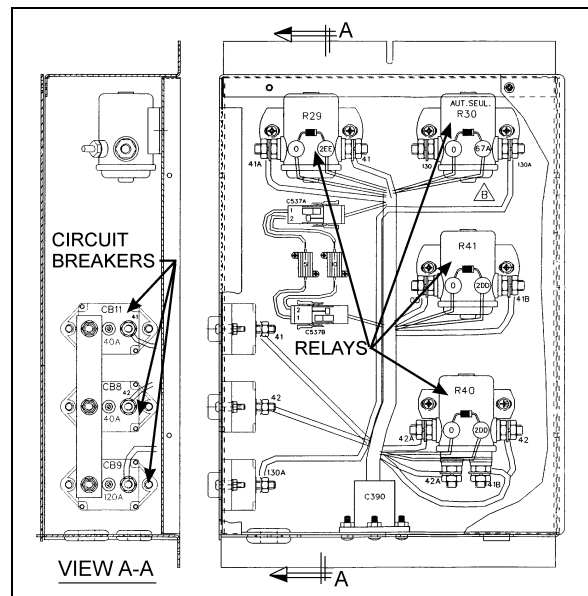 A
AUT.SEUL.
R29
R30
0
2EE
0
67A
41A
41
130
130A
B
C537A
1
2
CIRCUIT
BREAKERS
R41
0
2DD
41B
CB11
41
40A
2
1
C537B
41
RELAYS
CB8
42
40A
R40
42
0
2DD
42A
42
CB9
120A
130A
42A
41B
C390
VIEW A-A
A